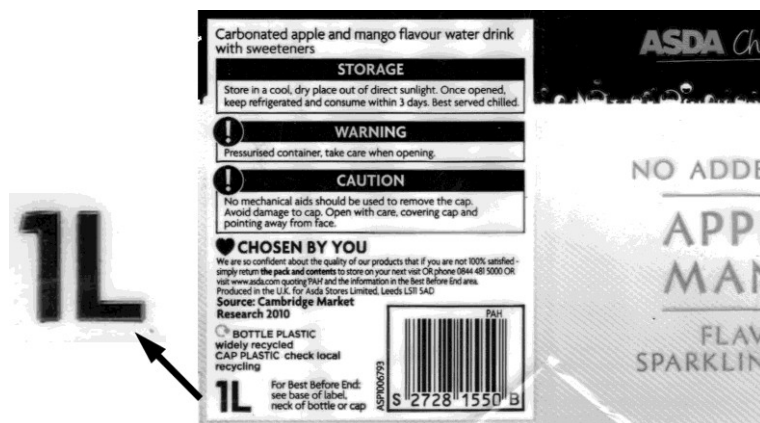 Carbonated apple and mango flavour water drink
with sweeteners
STORAGE
Store in a cool, dry place out of direct sunlight. Once opened,
keep refrigerated and consume within 3 days. Best served chilled.
WARNING
Pressurised container, take care when opening.
CAUTION
No mechanical aids should be used to remove the cap.
Avoid damage to cap. Open with care, covering cap and
pointing away from face.
CHOSEN BY YOU
We are so confident about the quality of our products that if you are not 100% satisfied -
simply return the pack and contents to store on your next visit OR phone 0844 481 5000 OR
visit www.asda.com quoting PAH and the information in the Best Before End area.
Produced in the U.K. for Asda Stores Limited, Leeds LS11 5AD
Source: Cambridge Market
Research 2010
BOTTLE PLASTIC
widely recycled
CAP PLASTIC check local
recycling
1L
For Best Before End:
see base of label,
neck of bottle or cap
ASP1006793
PAH
S 2728 1550 B
1L
ASDA Ch
NO ADDE
APP
MAN
FLAV
SPARKLIN